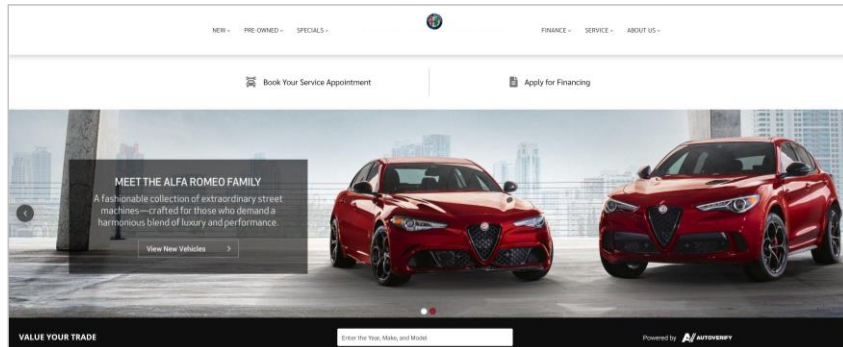 NEW
PRE-OWNED
SPECIALS
FINANCE
SERVICE
ABOUT US
Book Your Service Appointment
Apply for Financing
MEET THE ALFA ROMEO FAMILY
A fashionable collection of extraordinary street
machines—crafted for those who demand a
harmonious blend of luxury and performance.
View New Vehicles
VALUE YOUR TRADE
Enter the Year, Make, and Model
Powered by AUTOVERIFY